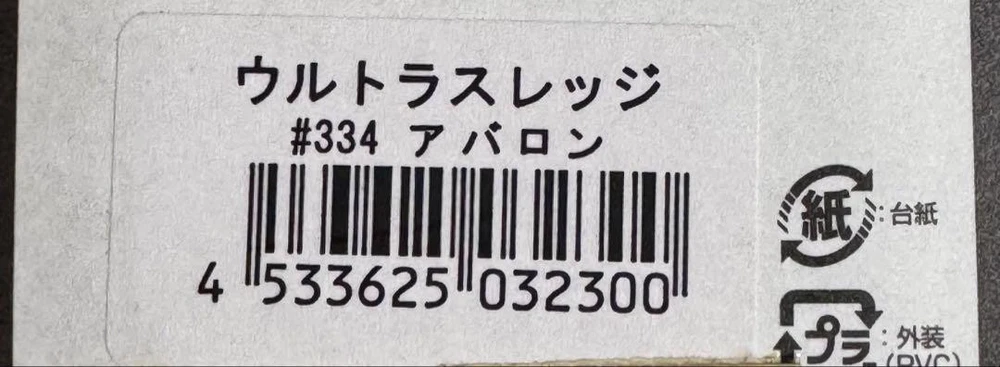 ウルトラスレッジ
#334 アバロン
4 533625 032300
紙 : 台紙
プラ : 外装
(PVC)